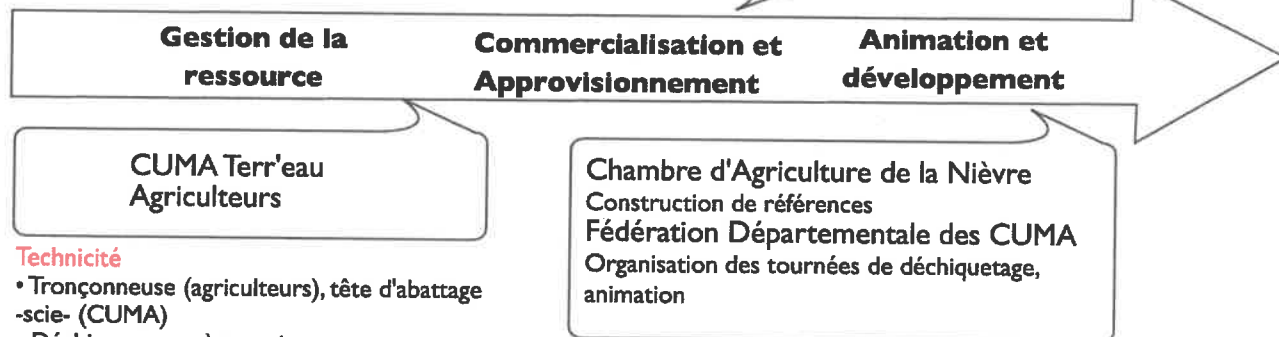 Gestion de la
ressource
Commercialisation et
Approvisionnement
Animation et
développement
CUMA Terr'eau
Agriculteurs
Chambre d'Agriculture de la Nièvre
Construction de références
Fédération Départementale des CUMA
Organisation des tournées de déchiquetage,
animation
Technicité
• Tronçonneuse (agriculteurs), tête d'abattage
-scie- (CUMA)